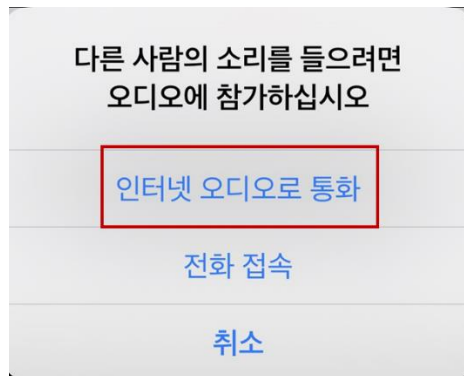 다른 사람의 소리를 들으려면
오디오에 참가하십시오
인터넷 오디오로 통화
전화 접속
취소